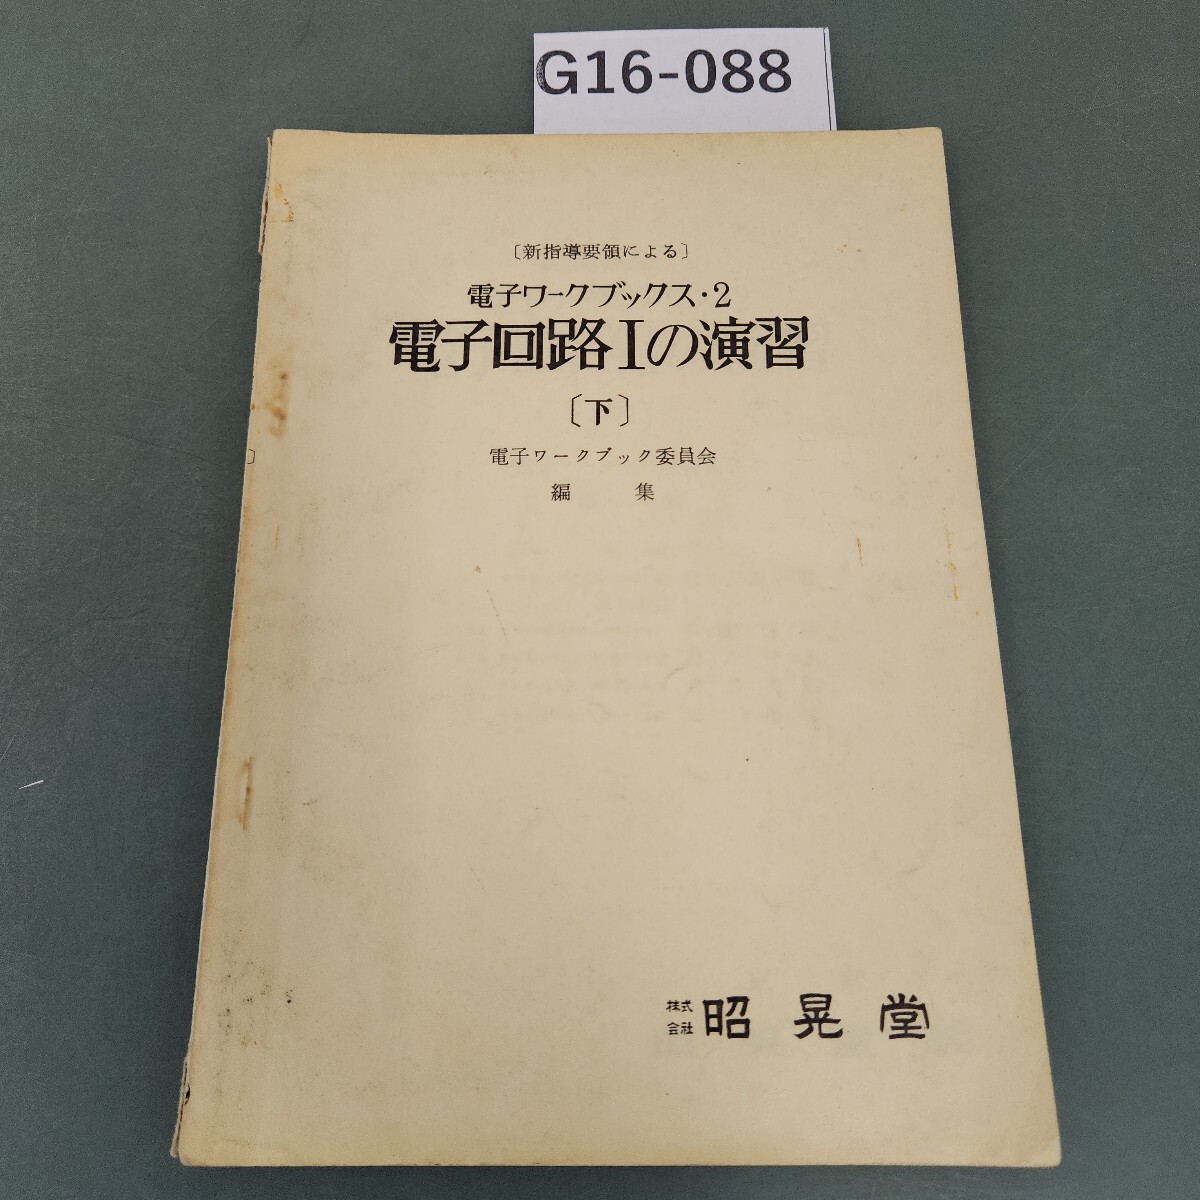 G16-088
〔新指導要領による〕
電子ワークブックス・2
電子回路Iの演習
〔下〕
電子ワークブック委員会
編 集
〕
株式会社 昭晃堂